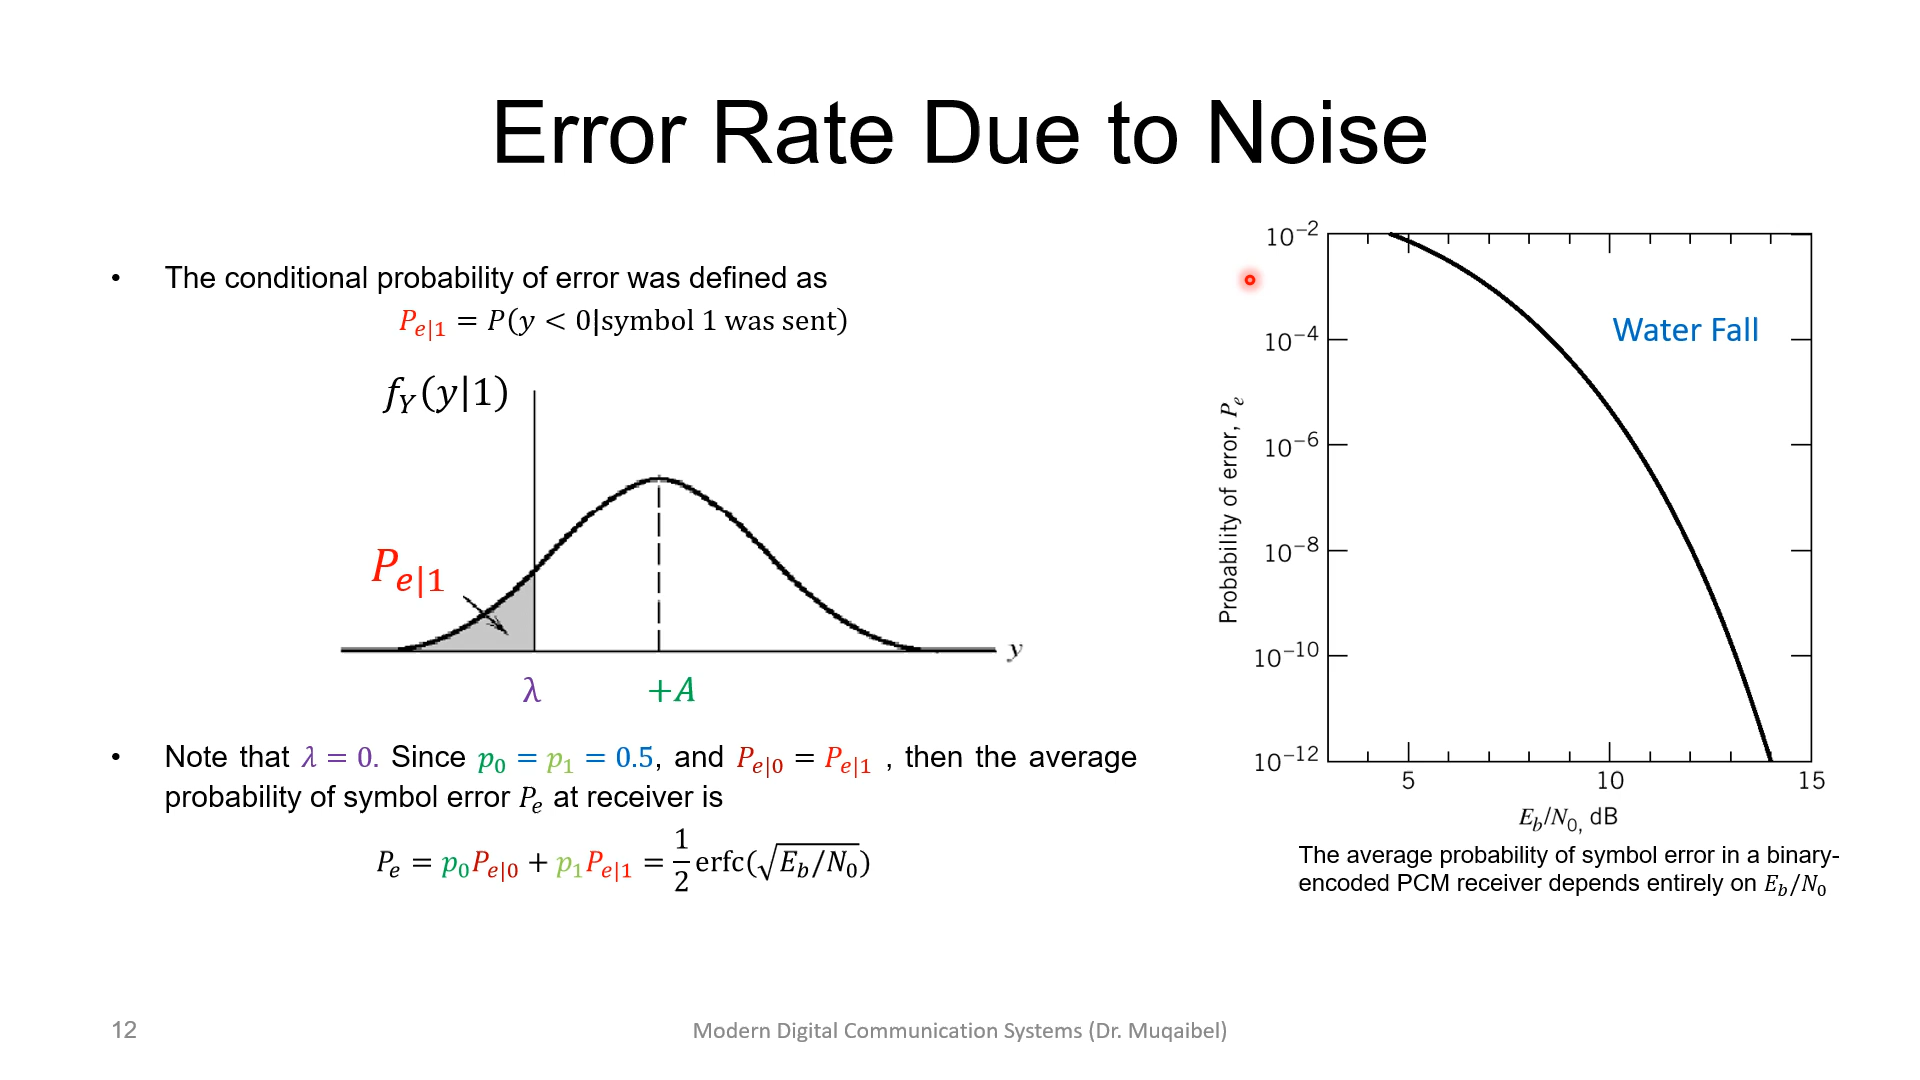 Error Rate Due to Noise
• The conditional probability of error was defined as
P_{e|1} = P(y < 0|symbol 1 was sent)
f_Y(y|1)
P_{e|1}
y
λ
+A
• Note that λ = 0. Since p_0 = p_1 = 0.5, and P_{e|0} = P_{e|1} , then the average
probability of symbol error P_e at receiver is
P_e = p_0P_{e|0} + p_1P_{e|1} = \frac{1}{2} erfc(√(E_b/N_0))
10^{−2}
10^{−4}
10^{−6}
10^{−8}
10^{−10}
10^{−12}
Probability of error, P_e
Water Fall
5 10 15
E_b/N_0, dB
The average probability of symbol error in a binary-
encoded PCM receiver depends entirely on E_b/N_0
12
Modern Digital Communication Systems (Dr. Muqaibel)